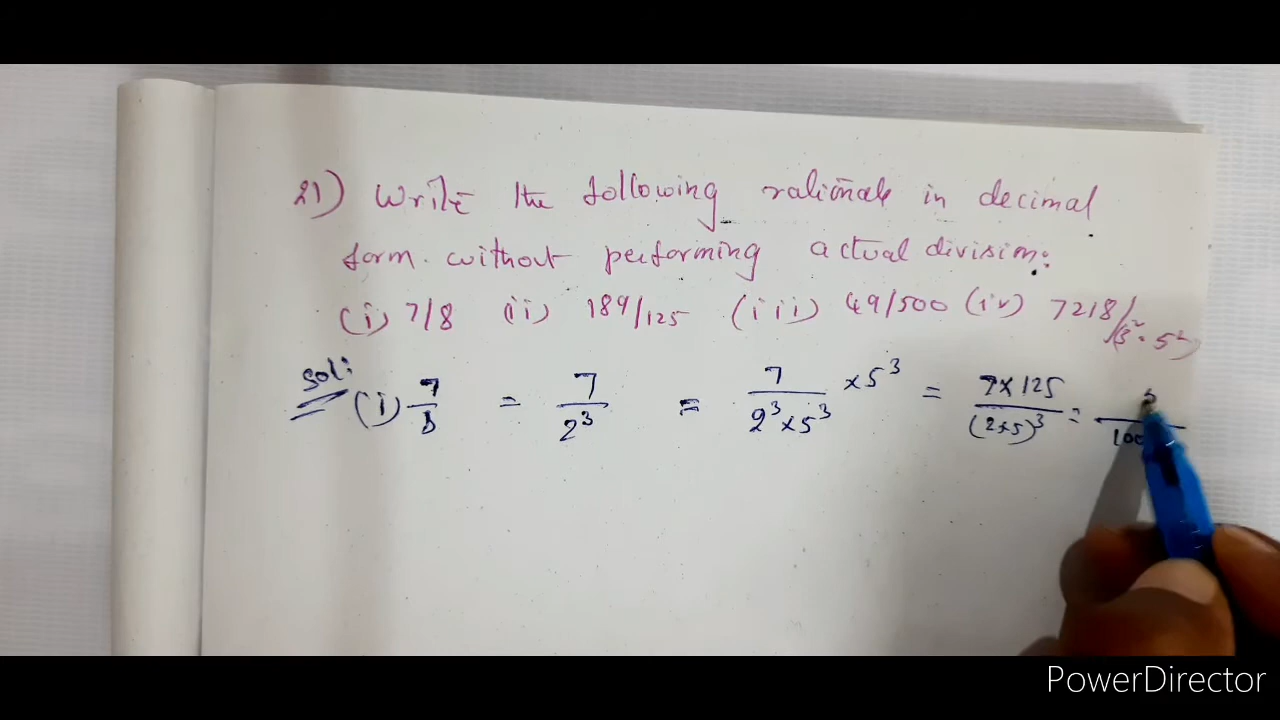 21) Write the following rationals in decimal
form without performing actual division:
(i) 7/8 (ii) 189/125 (iii) 49/500 (iv) 7218/3²·5²
Sol: (i) 7/8 = 7/2³ = 7/2³×5³ ×5³ = 7×125/(2×5)³ =
PowerDirector